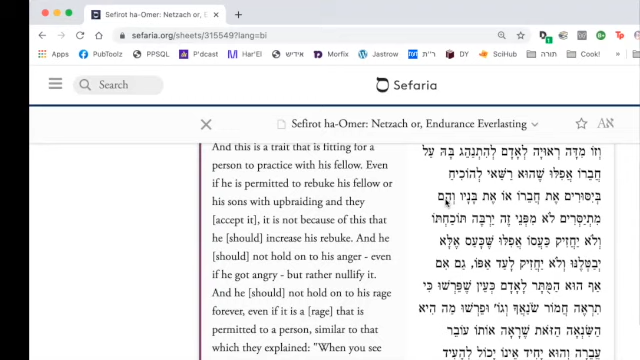 Sefirot ha-Omer: Netzach or, E
sefaria.org/sheets/315549?lang=bi
Apps
PubToolz
PPSQL
P'dcast
Har'El
אידיש
Morfix
Jastrow
DY
ר"ת
SciHub
תורה
Cook!
Search
Sefaria
Sefirot ha-Omer: Netzach or, Endurance Everlasting
And this is a trait that is fitting for a
person to practice with his fellow. Even
if he is permitted to rebuke his fellow or
his sons with upbraiding and they
[accept it], it is not because of this that
he [should] increase his rebuke. And he
[should] not hold on to his anger - even
if he got angry - but rather nullify it.
And he [should] not hold on to his rage
forever, even if it is a [rage] that is
permitted to a person, similar to that
which they explained: "When you see
וְזוֹ מִדָּה רְאוּיָה לְאָדָם לְהִתְנַהֵג בָּהּ עַל
חֲבֵרוֹ אֲפִלּוּ שֶׁהוּא רַשַּׁאי לְהוֹכִיחַ
בְּיִסּוּרִים אֶת חֲבֵרוֹ אוֹ אֶת בָּנָיו וְהֵם
מִתְיַסְּרִים לֹא מִפְּנֵי זֶה יַרְבֶּה תּוֹכַחְתּוֹ
וְלֹא יַחֲזִיק כַּעֲסוֹ אֲפִלּוּ שֶׁכָּעַס אֶלָּא
יְבַטְּלֶנּוּ וְלֹא יַחֲזִיק לָעַד אַפּוֹ, גַּם אִם
אַף הוּא הַמֻּתָּר לְאָדָם כְּעֵין שֶׁפֵּרְשׁוּ כִּי
תִרְאֶה חֲמוֹר שֹׂנַאֲךָ וְגוֹ' וּפֵרְשׁוּ מָה הִיא
הַשִּׂנְאָה הַזֹּאת שֶׁרָאָה אוֹתוֹ עוֹבֵר
עֲבֵרָה וְהוּא יָחִיד אֵינוֹ יָכוֹל לְהָעִיד